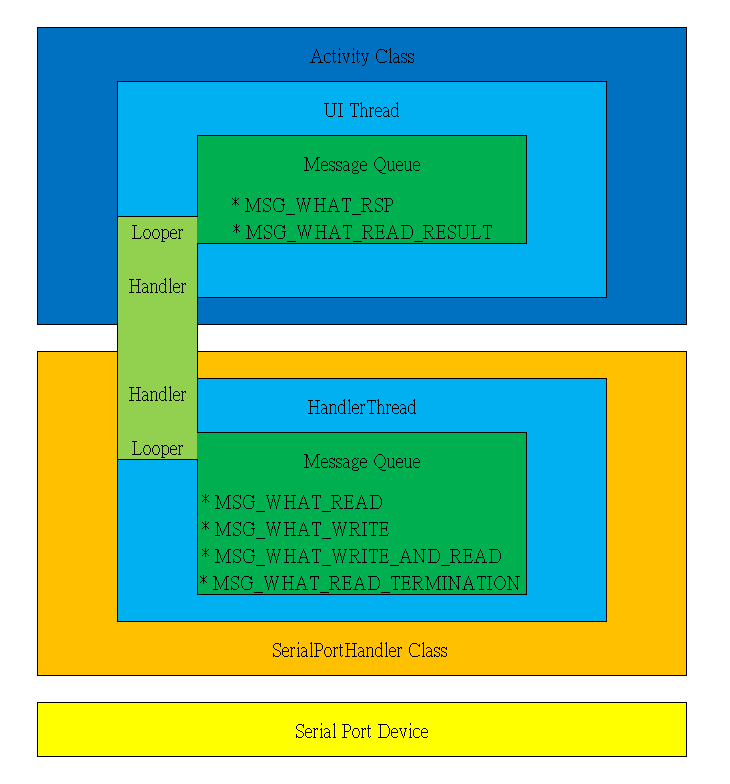 Activity Class
UI Thread
Message Queue
* MSG_WHAT_RSP
Looper
* MSG_WHAT_READ_RESULT
Handler
Handler
HandlerThread
Looper
Message Queue
* MSG_WHAT_READ
* MSG_WHAT_WRITE
* MSG_WHAT_WRITE_AND_READ
* MSG_WHAT_READ_TERMINATION
SerialPortHandler Class
Serial Port Device